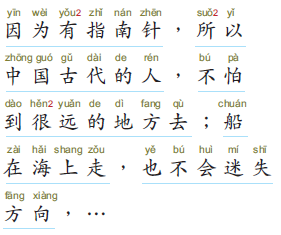 yīn wèi yǒu2 zhǐ nán zhēn suǒ2 yǐ
因为有指南针，所以
zhōng guó gǔ dài de rén bú pà
中国古代的人，不怕
dào hěn2 yuǎn de dì fang qù chuán
到很远的地方去；船
zài hǎi shang zǒu yě bú huì mí shī
在海上走，也不会迷失
fāng xiàng
方向，…